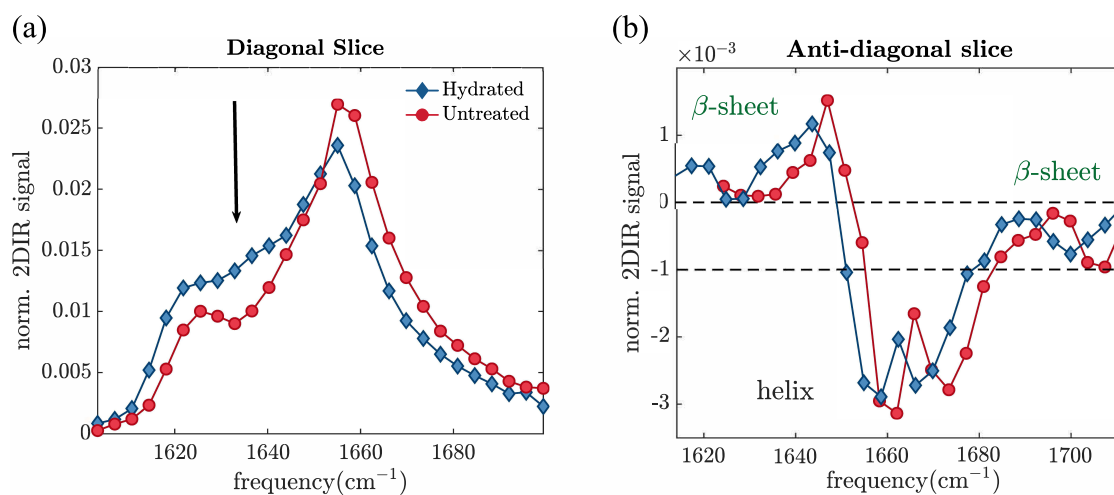 (a)
Diagonal Slice
norm. 2DIR signal
0.03
0.025
0.02
0.015
0.01
0.005
0
Hydrated
Untreated
1620 1640 1660 1680
frequency(cm⁻¹)
(b)
Anti-diagonal slice
×10⁻³
norm. 2DIR signal
1
0
-1
-2
-3
β-sheet
β-sheet
helix
1620 1640 1660 1680 1700
frequency(cm⁻¹)